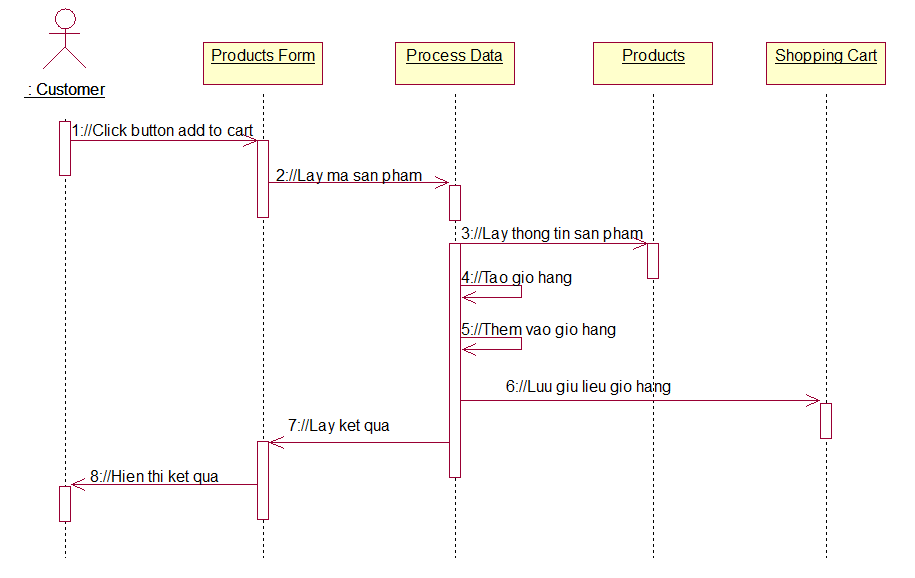 : Customer
Products Form
Process Data
Products
Shopping Cart
1://Click button add to cart
2://Lay ma san pham
3://Lay thong tin san pham
4://Tao gio hang
5://Them vao gio hang
6://Luu giu lieu gio hang
7://Lay ket qua
8://Hien thi ket qua